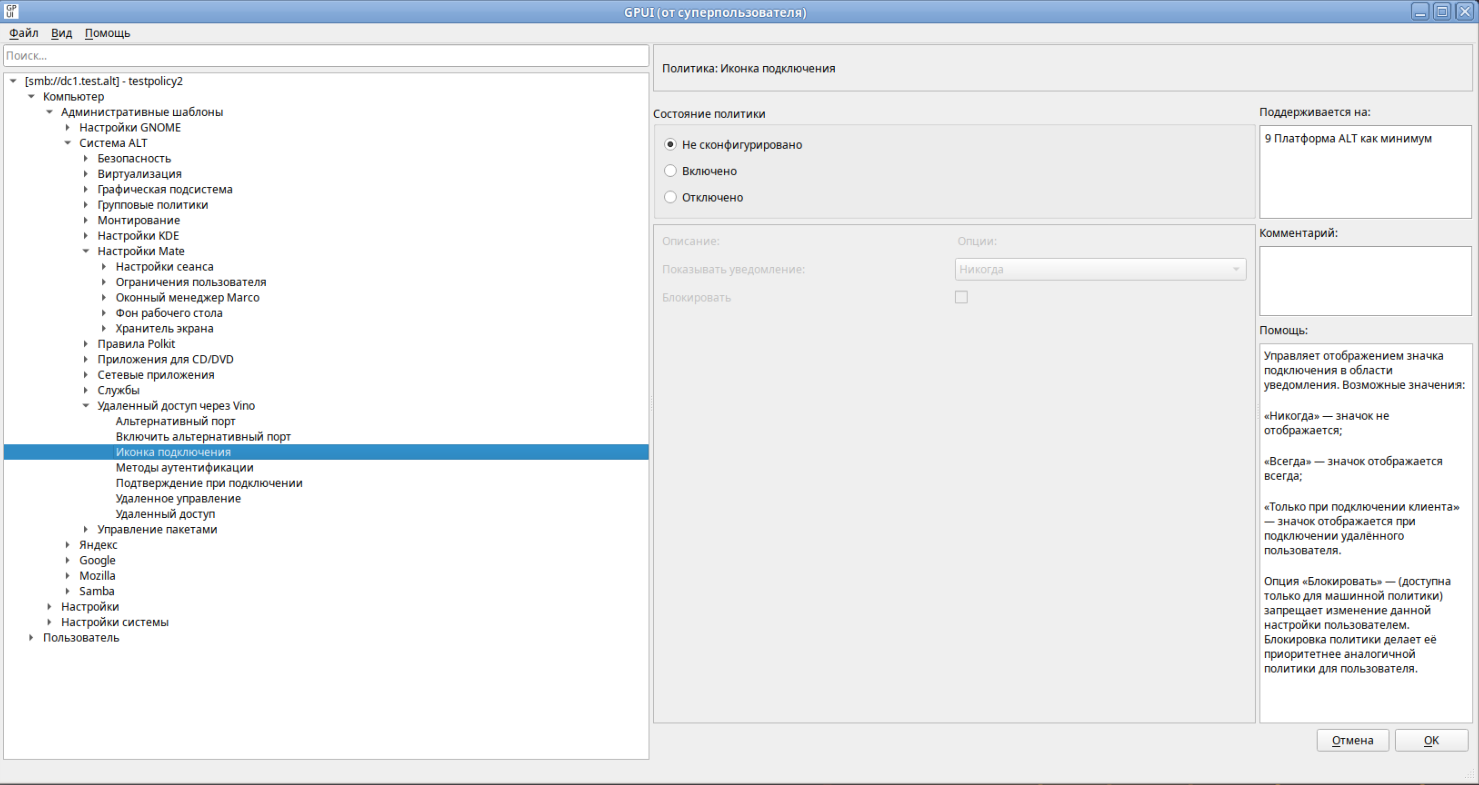 GPUI
GPUI (от суперпользователя)
Файл Вид Помощь
Поиск...
[smb://dc1.test.alt] - testpolicy2
Компьютер
Административные шаблоны
Настройки GNOME
Система ALT
Безопасность
Виртуализация
Графическая подсистема
Групповые политики
Монтирование
Настройки KDE
Настройки Mate
Настройки сеанса
Ограничения пользователя
Оконный менеджер Marco
Фон рабочего стола
Хранитель экрана
Правила Polkit
Приложения для CD/DVD
Сетевые приложения
Службы
Удаленный доступ через Vino
Альтернативный порт
Включить альтернативный порт
Иконка подключения
Методы аутентификации
Подтверждение при подключении
Удаленное управление
Удаленный доступ
Управление пакетами
Яндекс
Google
Mozilla
Samba
Настройки
Настройки системы
Пользователь
Политика: Иконка подключения
Состояние политики
Не сконфигурировано
Включено
Отключено
Описание: Опции:
Показывать уведомление: Никогда
Блокировать
Поддерживается на:
9 Платформа ALT как минимум
Комментарий:
Помощь:
Управляет отображением значка
подключения в области
уведомления. Возможные значения:
«Никогда» — значок не
отображается;
«Всегда» — значок отображается
всегда;
«Только при подключении клиента»
— значок отображается при
подключении удалённого
пользователя.
Опция «Блокировать» — (доступна
только для машинной политики)
запрещает изменение данной
настройки пользователем.
Блокировка политики делает её
приоритетнее аналогичной
политики для пользователя.
Отмена OK